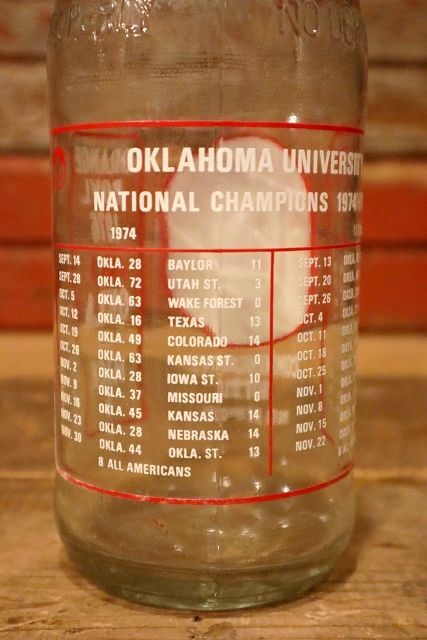 OKLAHOMA UNIVERSIT
NATIONAL CHAMPIONS 1974
1974
SEPT. 14 OKLA. 28 BAYLOR 11 SEPT. 13
SEPT. 28 OKLA. 72 UTAH ST. 3 SEPT. 20
OCT. 5 OKLA. 63 WAKE FOREST 0 SEPT. 26
OCT. 12 OKLA. 16 TEXAS 13 OCT. 4
OCT. 19 OKLA. 49 COLORADO 14 OCT. 11
OCT. 26 OKLA. 63 KANSAS ST. 0 OCT. 18
NOV. 2 OKLA. 28 IOWA ST. 10 OCT. 25
NOV. 9 OKLA. 37 MISSOURI 0 NOV. 1
NOV. 16 OKLA. 45 KANSAS 14 NOV. 8
NOV. 23 OKLA. 28 NEBRASKA 14 NOV. 15
NOV. 30 OKLA. 44 OKLA. ST. 13 NOV. 22
8 ALL AMERICANS 8 ALL